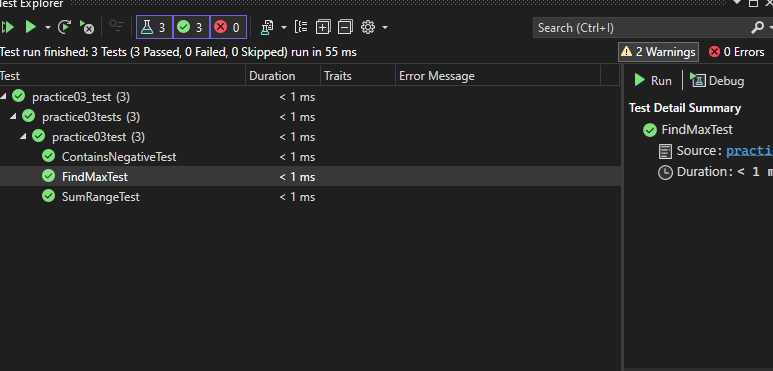 Test Explorer
3 3 0 Search (Ctrl+I)
Test run finished: 3 Tests (3 Passed, 0 Failed, 0 Skipped) run in 55 ms 2 Warnings 0 Errors
Test Duration Traits Error Message
Run Debug
practice03_test (3) < 1 ms
practice03tests (3) < 1 ms
practice03test (3) < 1 ms
ContainsNegativeTest < 1 ms
FindMaxTest < 1 ms
SumRangeTest < 1 ms
Test Detail Summary
FindMaxTest
Source: practi
Duration: < 1 m